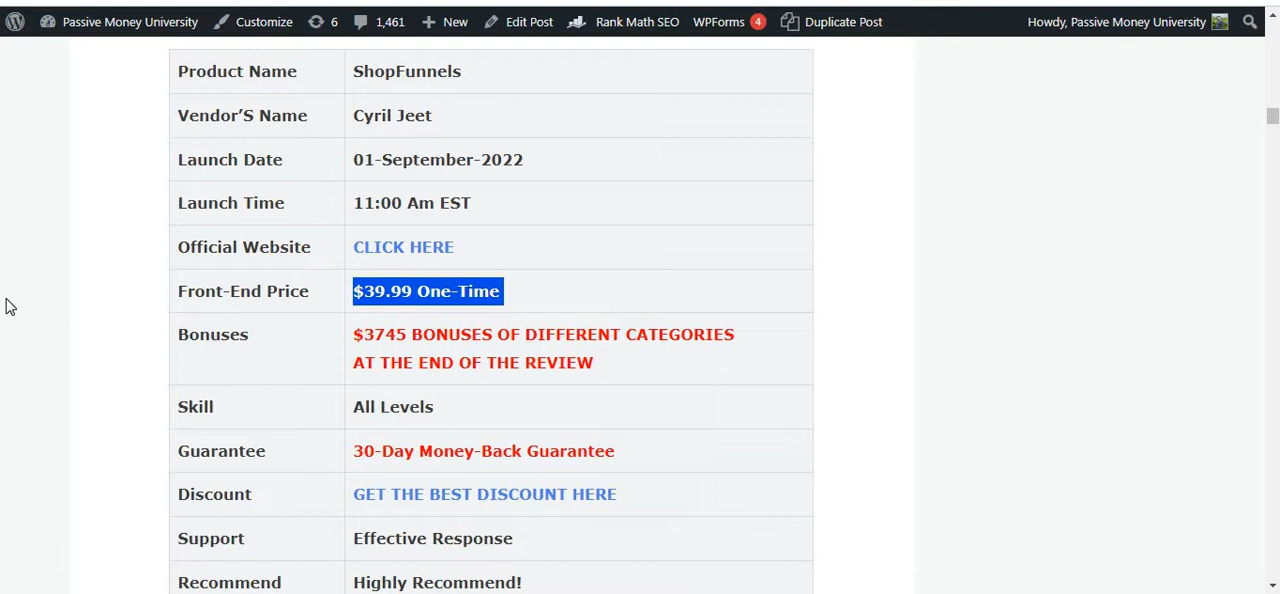 Passive Money University Customize 6 1,461 New Edit Post Rank Math SEO WPForms 4 Duplicate Post Howdy, Passive Money University
Product Name ShopFunnels
Vendor’S Name Cyril Jeet
Launch Date 01-September-2022
Launch Time 11:00 Am EST
Official Website CLICK HERE
Front-End Price $39.99 One-Time
Bonuses $3745 BONUSES OF DIFFERENT CATEGORIES
AT THE END OF THE REVIEW
Skill All Levels
Guarantee 30-Day Money-Back Guarantee
Discount GET THE BEST DISCOUNT HERE
Support Effective Response
Recommend Highly Recommend!